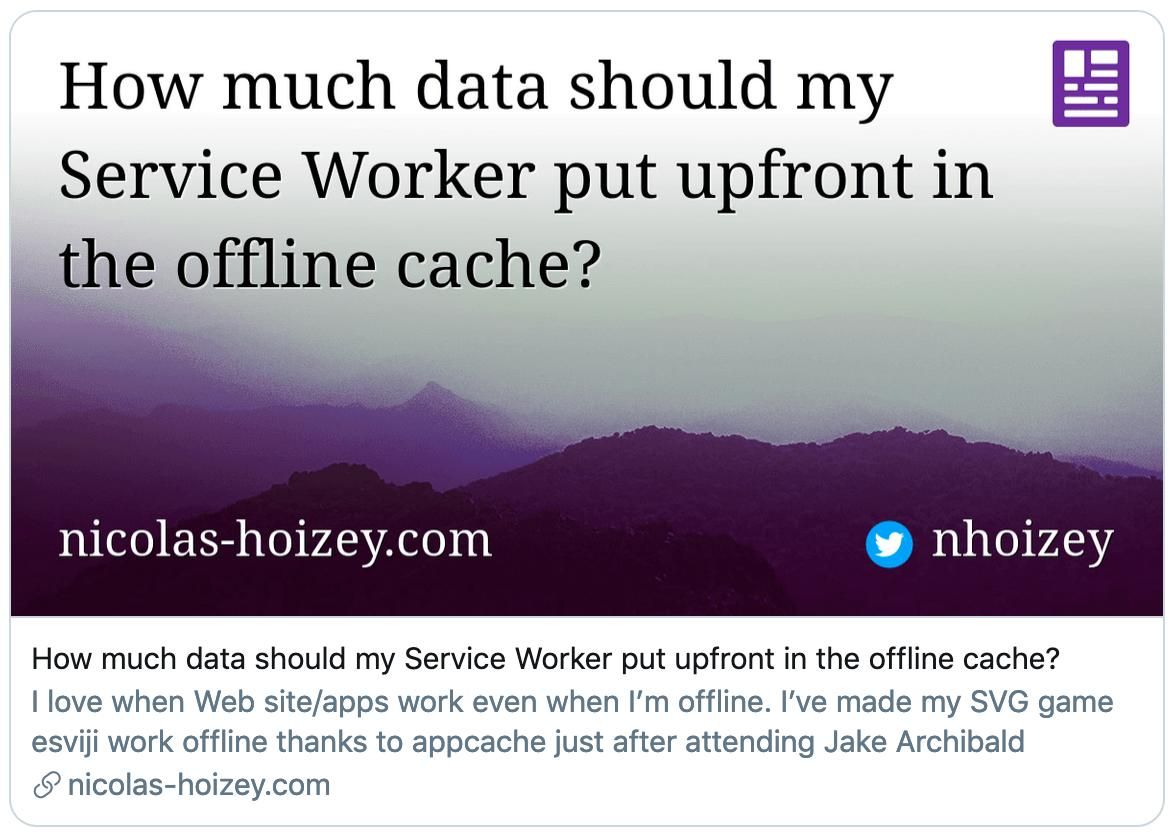 How much data should my
Service Worker put upfront in
the offline cache?
nicolas-hoizey.com
nhoizey
How much data should my Service Worker put upfront in the offline cache?
I love when Web site/apps work even when I’m offline. I’ve made my SVG game
esviji work offline thanks to appcache just after attending Jake Archibald
nicolas-hoizey.com